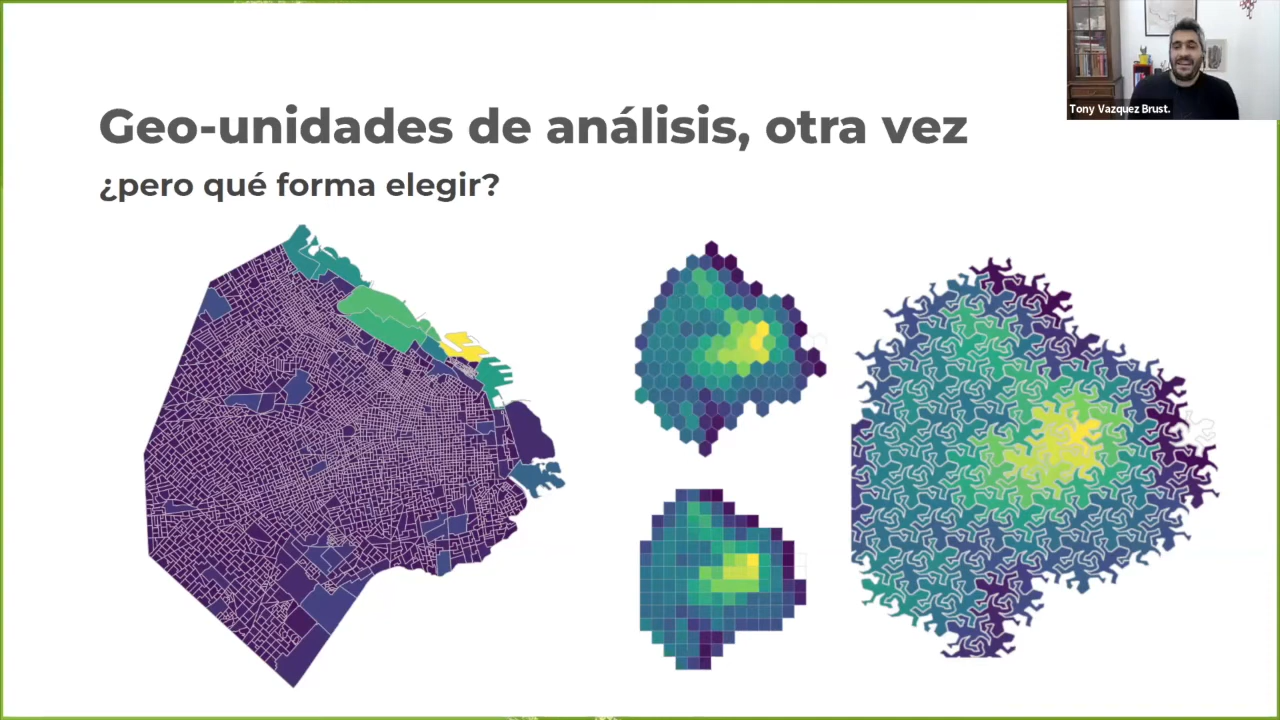 Geo-unidades de análisis, otra vez
¿pero qué forma elegir?
Tony Vazquez Brust.